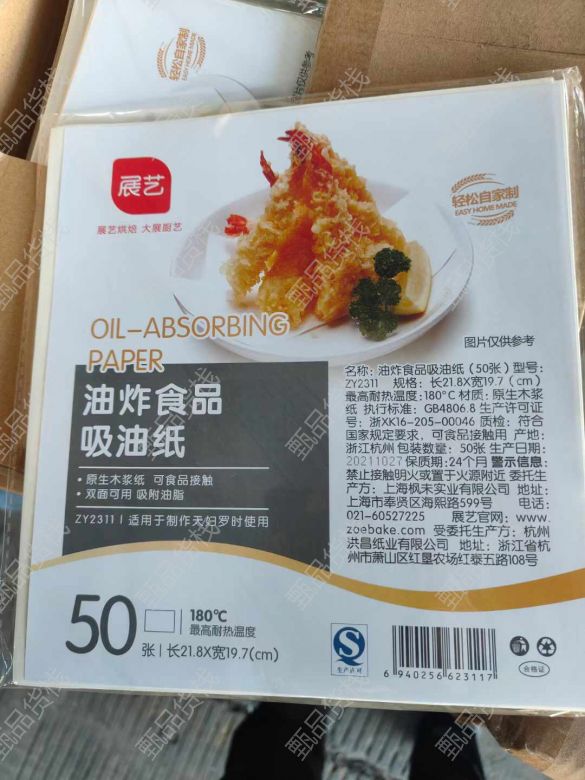 轻松自家制
EASY HOME MADE
展艺
展艺烘焙 大展厨艺
轻松自家制
EASY HOME MADE
图片仅供参考
OIL-ABSORBING
PAPER
油炸食品
吸油纸
• 原生木浆纸 可食品接触
• 双面可用 吸附油脂
ZY2311 | 适用于制作天妇罗时使用
名称: 油炸食品吸油纸 (50张) 型号:
ZY2311 规格: 长21.8X宽19.7 (cm)
最高耐热温度:180°C 材质: 原生木浆
纸 执行标准: GB4806.8 生产许可证
号: 浙XK16-205-00046 质检: 符合
国家规定要求, 可食品接触用 产地:
浙江杭州 包装数量: 50张 生产日期:
20211027 保质期:24个月 警示信息:
禁止接触明火或置于火源附近 委托生
产方: 上海枫未实业有限公司 地址:
上海市奉贤区海熙路599号 电话:
021-60527225 展艺官网: www.
zoebake.com 受委托生产方: 杭州
洪昌纸业有限公司 地址: 浙江省杭
州市萧山区红垦农场红泰五路108号
50
张 | 长21.8X宽19.7(cm)
180℃
最高耐热温度
QS
生产许可
6 940256 623117
合格证
甄品货栈